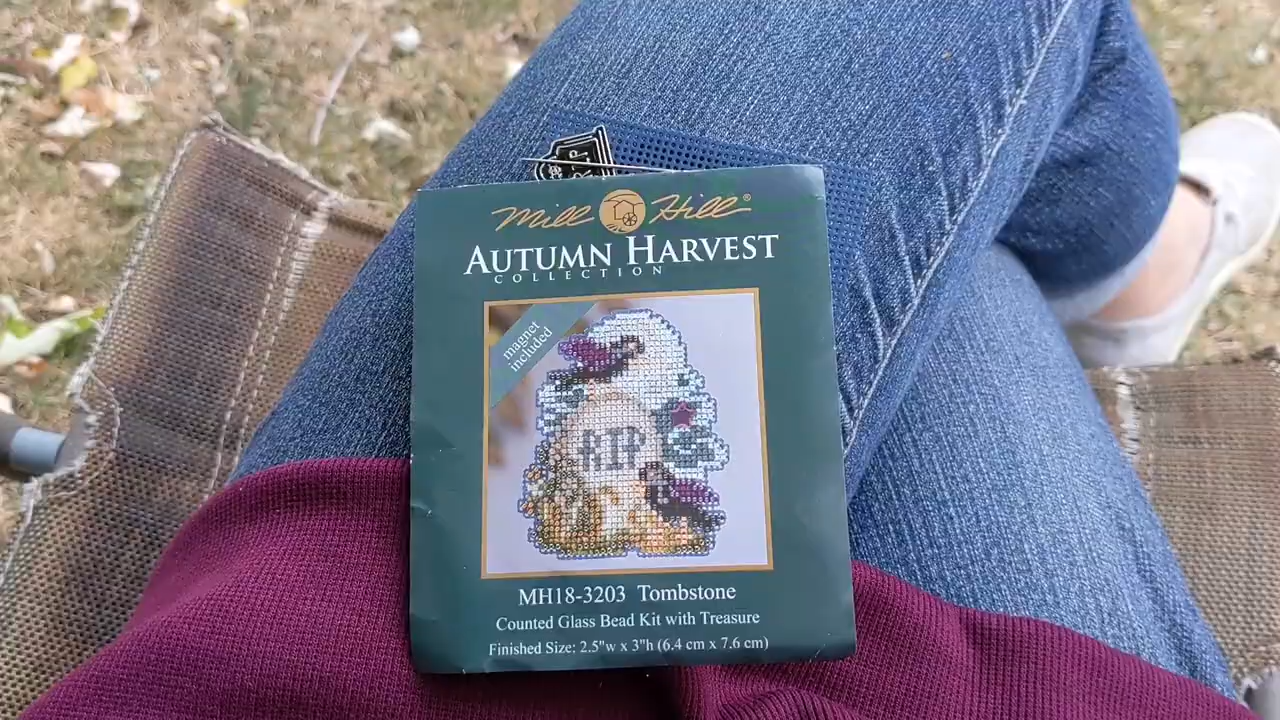 Mill Hill®
AUTUMN HARVEST
COLLECTION
magnet
included
RIP
MH18-3203 Tombstone
Counted Glass Bead Kit with Treasure
Finished Size: 2.5"w x 3"h (6.4 cm x 7.6 cm)